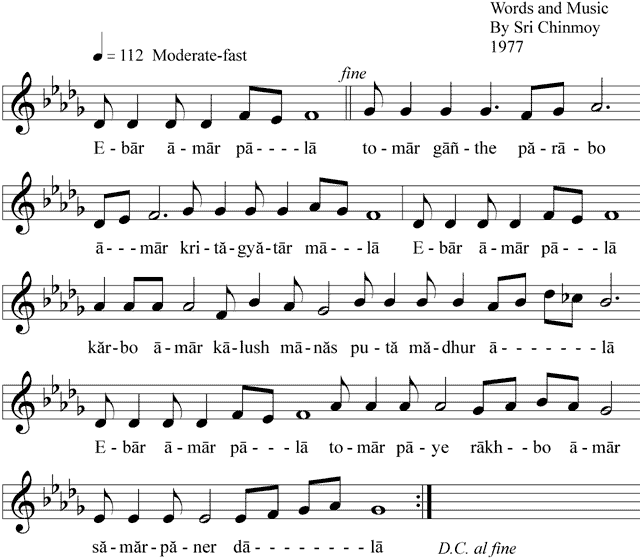 Words and Music
By Sri Chinmoy
1977
= 112 Moderate-fast
fine
E-bār ā-mār pā----lā to-mār gāñ-the pă-ră-bo
ā---mār kri-tă-gyă-tār mā-lā E-bār ā-mār pā---lā
kăr-bo ā-mār kā-lush mā-năs pu-tă mă-dhur ā------lā
E-bār ā-mār pā----lā to-mār pā-ye rākh-bo ā-mār
să-măr-pă-ner dā--------lā
D.C. al fine